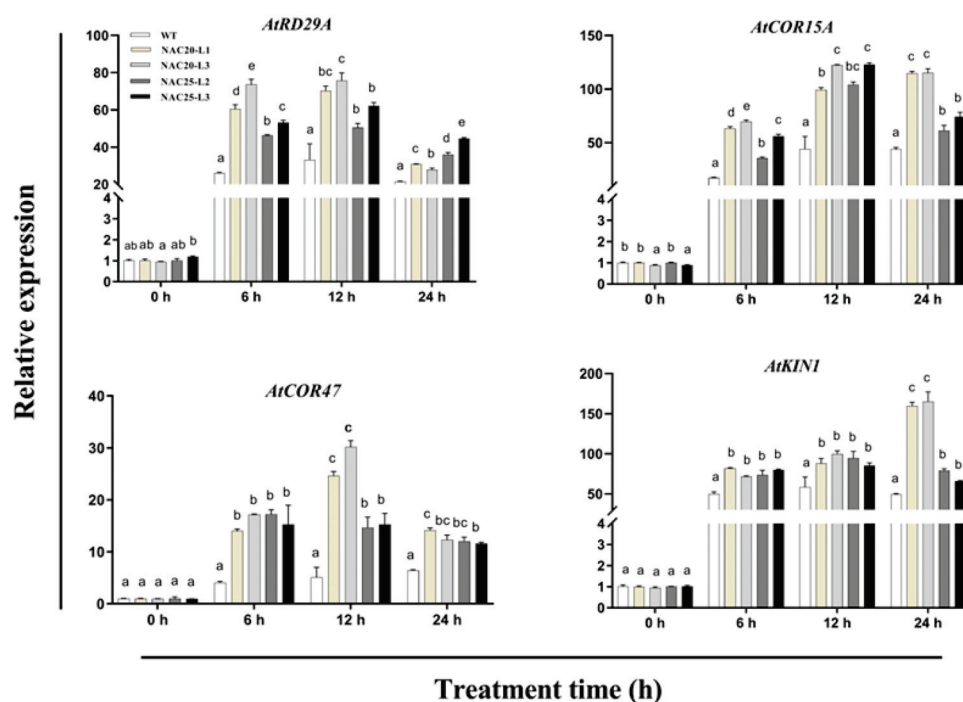 AtRD29A
WT
NAC20-L1
NAC20-L3
NAC25-L2
NAC25-L3
100
80
60
40
20
4
3
2
1
0
ab ab a ab b
a d e b c
a bc c b b
a c b d e
0 h 6 h 12 h 24 h
AtCOR15A
150
100
50
4
3
2
1
0
b b a b a
a d e b c
a b c bc c
a c c b b
0 h 6 h 12 h 24 h
Relative expression
AtCOR47
40
30
20
10
0
a a a a a
a b b b b
a c c b b
a c bc bc b
0 h 6 h 12 h 24 h
AtKIN1
200
150
100
50
4
3
2
1
0
a a a a a
a b b b b
a b b b b
a c c b b
0 h 6 h 12 h 24 h
Treatment time (h)